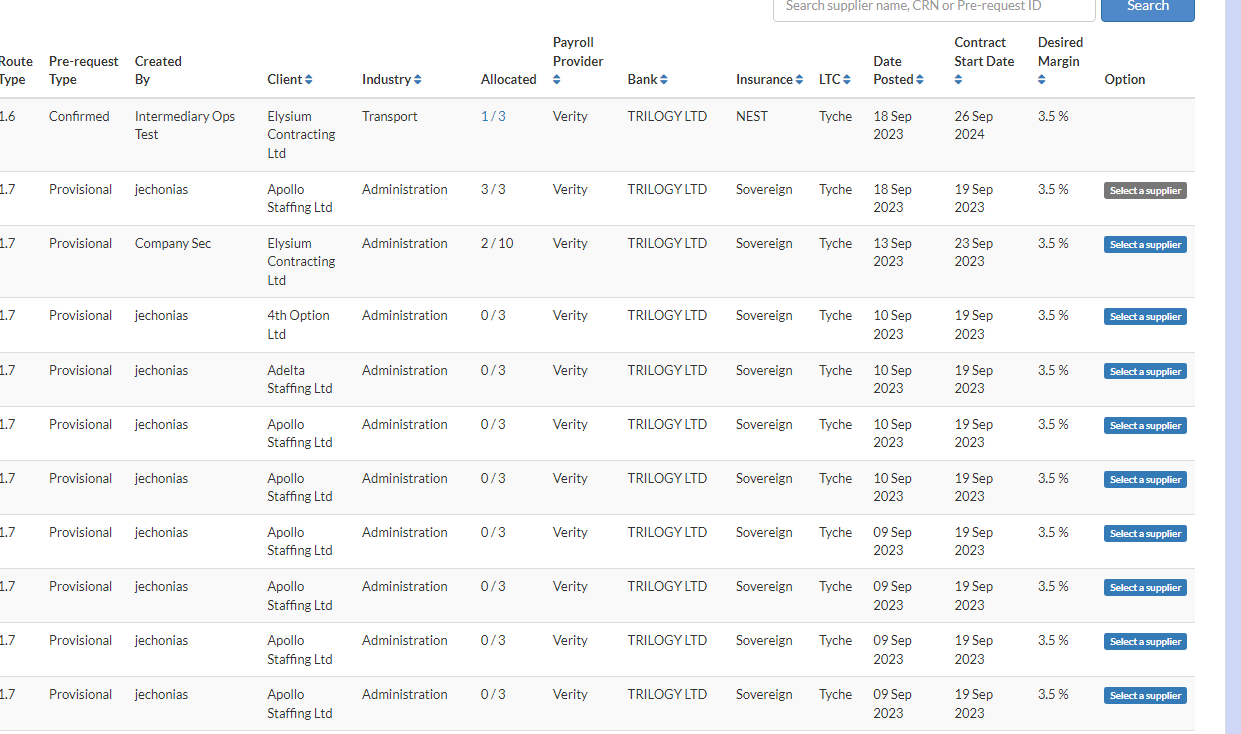 Search supplier name, CRN or Pre-request ID Search
Route Type Pre-request Type Created By Client Industry Allocated Payroll Provider Bank Insurance LTC Date Posted Contract Start Date Desired Margin Option
1.6 Confirmed Intermediary Ops Test Elysium Contracting Ltd Transport 1 / 3 Verity TRILOGY LTD NEST Tyche 18 Sep 2023 26 Sep 2024 3.5 %
1.7 Provisional jechonias Apollo Staffing Ltd Administration 3 / 3 Verity TRILOGY LTD Sovereign Tyche 18 Sep 2023 19 Sep 2023 3.5 % Select a supplier
1.7 Provisional Company Sec Elysium Contracting Ltd Administration 2 / 10 Verity TRILOGY LTD Sovereign Tyche 13 Sep 2023 23 Sep 2023 3.5 % Select a supplier
1.7 Provisional jechonias 4th Option Ltd Administration 0 / 3 Verity TRILOGY LTD Sovereign Tyche 10 Sep 2023 19 Sep 2023 3.5 % Select a supplier
1.7 Provisional jechonias Adelta Staffing Ltd Administration 0 / 3 Verity TRILOGY LTD Sovereign Tyche 10 Sep 2023 19 Sep 2023 3.5 % Select a supplier
1.7 Provisional jechonias Apollo Staffing Ltd Administration 0 / 3 Verity TRILOGY LTD Sovereign Tyche 10 Sep 2023 19 Sep 2023 3.5 % Select a supplier
1.7 Provisional jechonias Apollo Staffing Ltd Administration 0 / 3 Verity TRILOGY LTD Sovereign Tyche 10 Sep 2023 19 Sep 2023 3.5 % Select a supplier
1.7 Provisional jechonias Apollo Staffing Ltd Administration 0 / 3 Verity TRILOGY LTD Sovereign Tyche 09 Sep 2023 19 Sep 2023 3.5 % Select a supplier
1.7 Provisional jechonias Apollo Staffing Ltd Administration 0 / 3 Verity TRILOGY LTD Sovereign Tyche 09 Sep 2023 19 Sep 2023 3.5 % Select a supplier
1.7 Provisional jechonias Apollo Staffing Ltd Administration 0 / 3 Verity TRILOGY LTD Sovereign Tyche 09 Sep 2023 19 Sep 2023 3.5 % Select a supplier
1.7 Provisional jechonias Apollo Staffing Ltd Administration 0 / 3 Verity TRILOGY LTD Sovereign Tyche 09 Sep 2023 19 Sep 2023 3.5 % Select a supplier